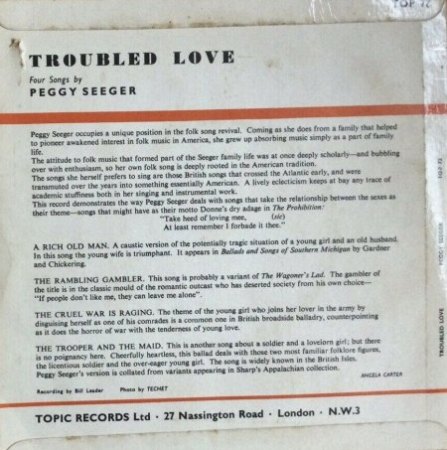 TOP 72
TROUBLED LOVE
Four Songs by
PEGGY SEEGER
Peggy Seeger occupies a unique position in the folk song revival. Coming as she does from a family that helped
to pioneer awakened interest in folk music in America, she grew up absorbing music simply as a part of family
life.
The attitude to folk music that formed part of the Seeger family life was at once deeply scholarly—and bubbling
over with enthusiasm, so her own folk song is deeply rooted in the American tradition.
The songs she herself prefers to sing are those British songs that crossed the Atlantic early, and were
transmuted over the years into something essentially American. A lively eclecticism keeps at bay any trace of
academic stuffiness both in her singing and instrumental work.
This record demonstrates the way Peggy Seeger deals with songs that take the relationship between the sexes as
their theme—songs that might have as their motto Donne's dry adage in The Prohibition:
"Take heed of loving mee, (sic)
At least remember I forbade it thee."
A RICH OLD MAN. A caustic version of the potentially tragic situation of a young girl and an old husband.
In this song the young wife is triumphant. It appears in Ballads and Songs of Southern Michigan by Gardner
and Chickering.
THE RAMBLING GAMBLER. This song is probably a variant of The Wagoner's Lad. The gambler of
the title is in the classic mould of the romantic outcast who has deserted society from his own choice—
"If people don't like me, they can leave me alone".
THE CRUEL WAR IS RAGING. The theme of the young girl who joins her lover in the army by
disguising herself as one of his comrades is a common one in British broadside balladry, counterpointing
as it does the horror of war with the tenderness of young love.
THE TROOPER AND THE MAID. This is another song about a soldier and a lovelorn girl; but there
is no poignancy here. Cheerfully heartless, this ballad deals with those two most familiar folklore figures,
the licentious soldier and the over-eager young girl. The song is widely known in the British Isles.
Peggy Seeger's version is collated from variants appearing in Sharp's Appalachian collection.
ANGELA CARTER
Recording by Bill Leader Photo by TECHET
TOPIC RECORDS Ltd · 27 Nassington Road · London · N.W.3
TROUBLED LOVE PEGGY SEEGER TOP 72